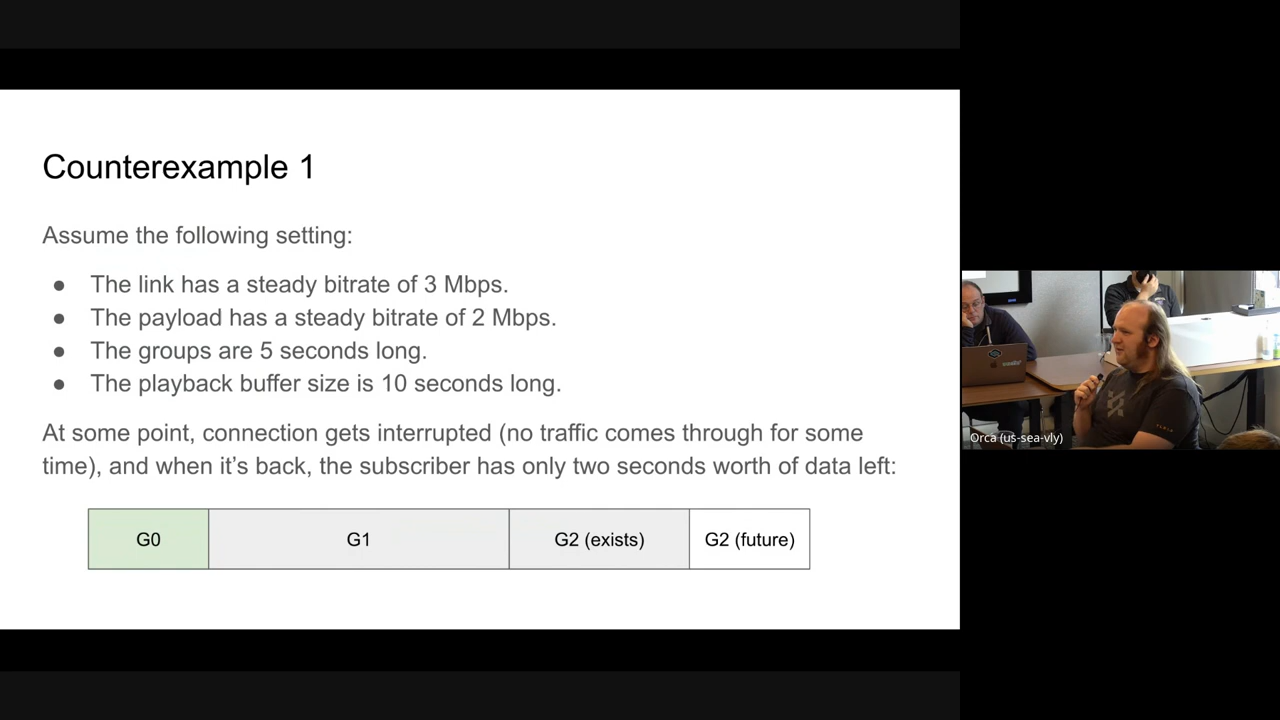 Counterexample 1
Assume the following setting:
● The link has a steady bitrate of 3 Mbps.
● The payload has a steady bitrate of 2 Mbps.
● The groups are 5 seconds long.
● The playback buffer size is 10 seconds long.
At some point, connection gets interrupted (no traffic comes through for some
time), and when it's back, the subscriber has only two seconds worth of data left:
G0 G1 G2 (exists) G2 (future)
Orca (us-sea-vly)